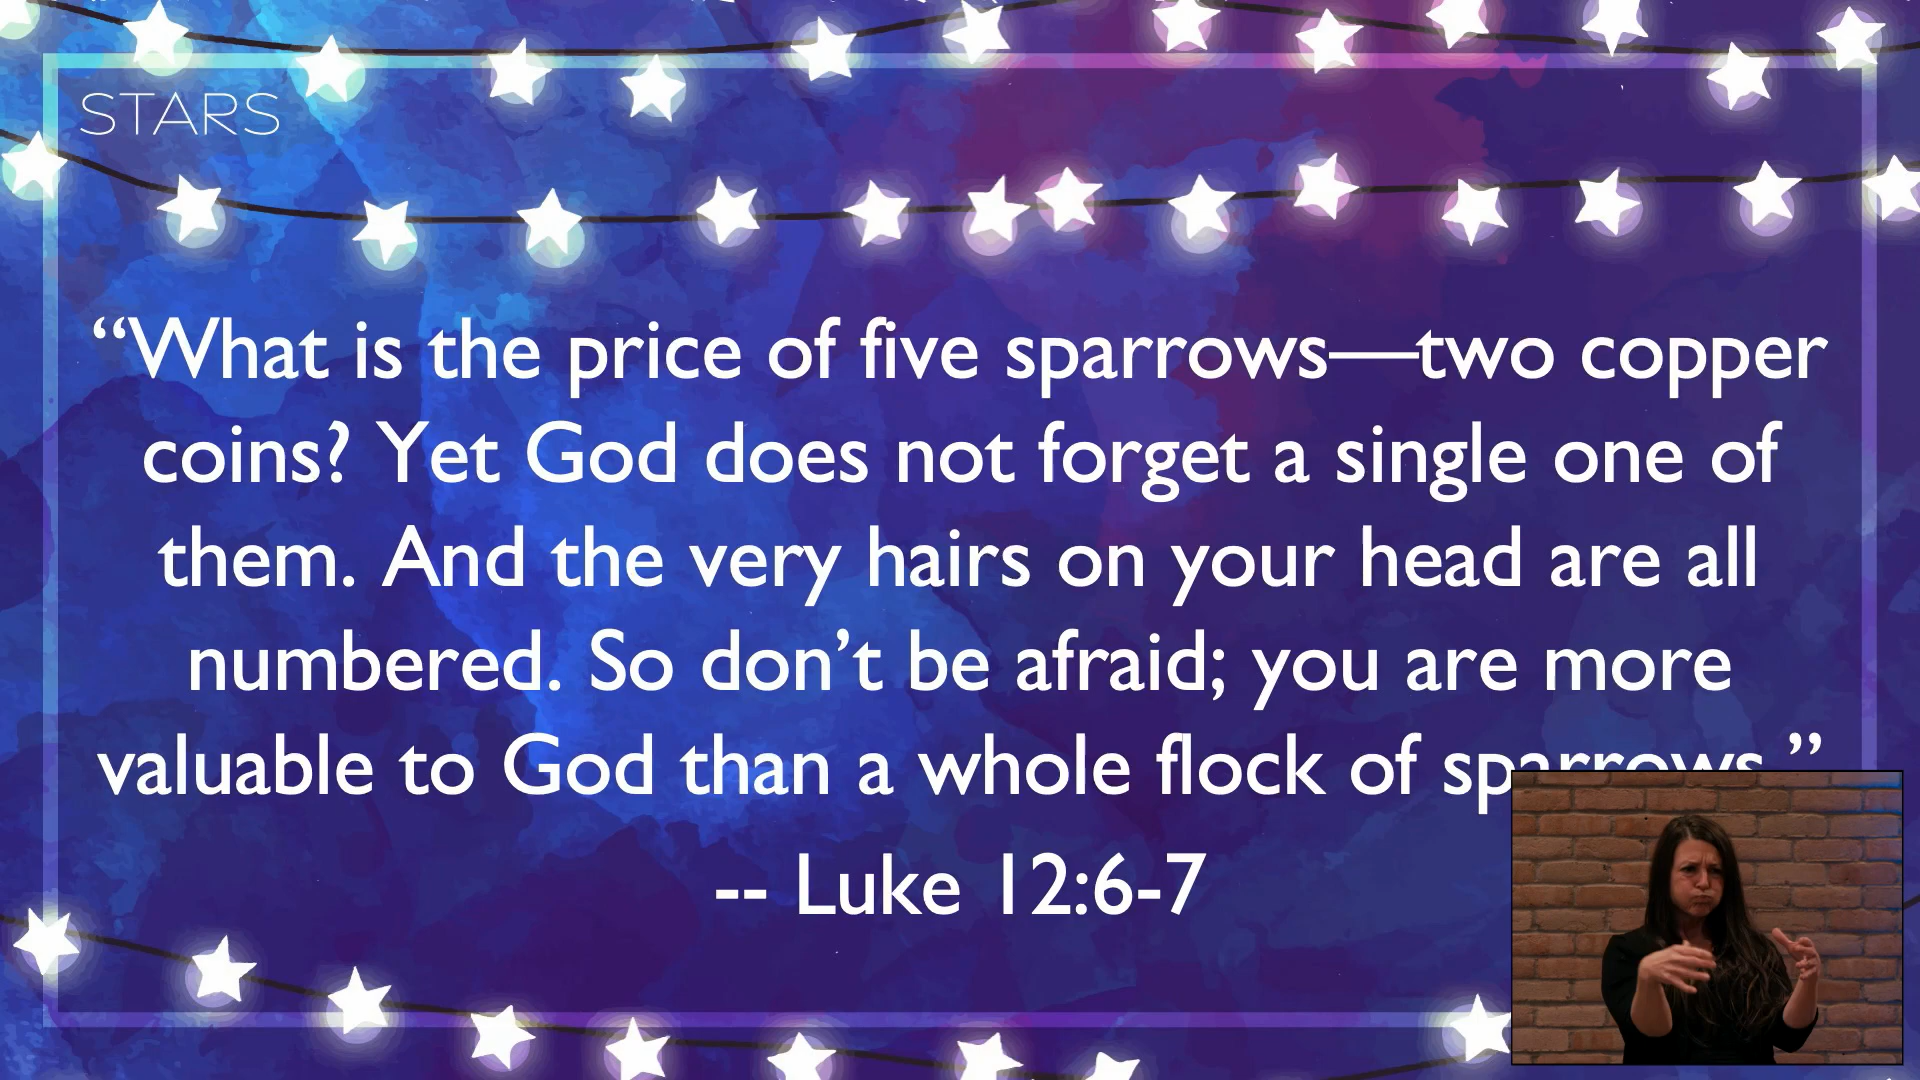 STARS
“What is the price of five sparrows—two copper
coins? Yet God does not forget a single one of
them. And the very hairs on your head are all
numbered. So don’t be afraid; you are more
valuable to God than a whole flock of sparrows.”
-- Luke 12:6-7